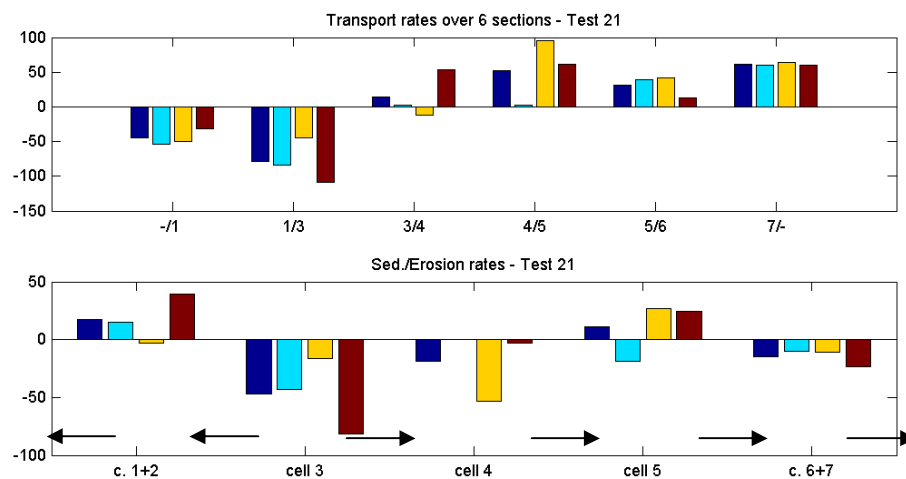 Transport rates over 6 sections - Test 21
100
50
0
-50
-100
-150
-/1 1/3 3/4 4/5 5/6 7/-
Sed./Erosion rates - Test 21
50
0
-50
-100
c. 1+2 cell 3 cell 4 cell 5 c. 6+7